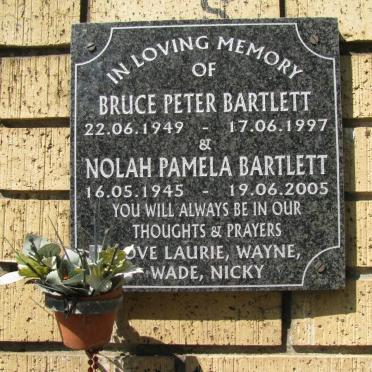 IN LOVING MEMORY
OF
BRUCE PETER BARTLETT
22.06.1949 - 17.06.1997
&
NOLAH PAMELA BARTLETT
16.05.1945 - 19.06.2005
YOU WILL ALWAYS BE IN OUR
THOUGHTS & PRAYERS
LOVE LAURIE, WAYNE,
WADE, NICKY